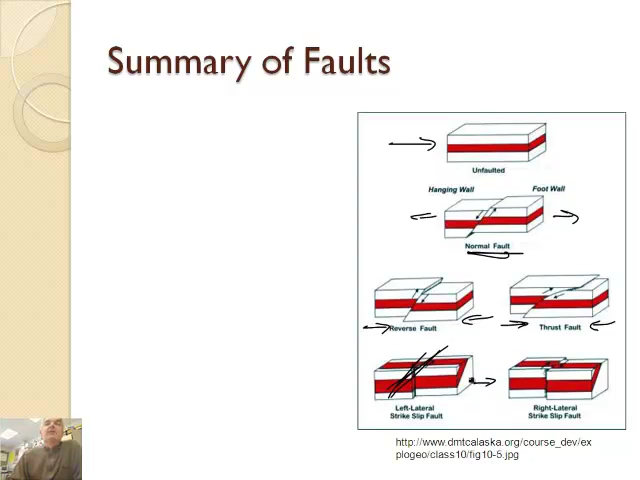 Summary of Faults
Unfaulted
Hanging Wall
Foot Wall
Normal Fault
Reverse Fault
Thrust Fault
Left-Lateral
Strike Slip Fault
Right-Lateral
Strike Slip Fault
http://www.dmtcalaska.org/course_dev/ex
plogeo/class10/fig10-5.jpg